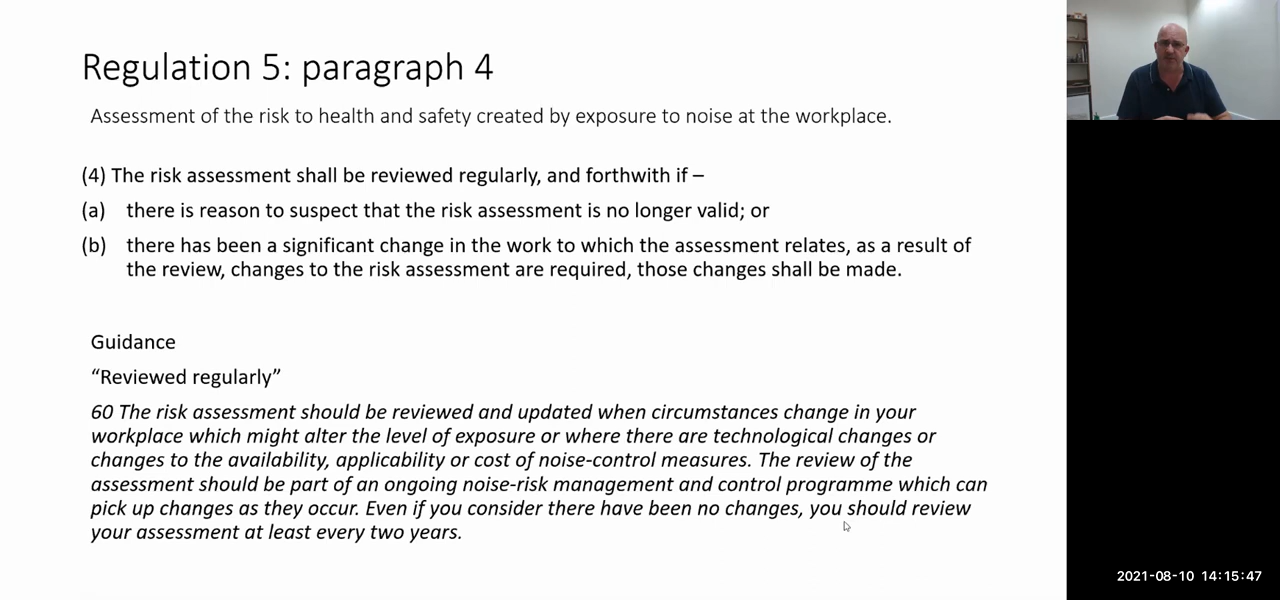 Regulation 5: paragraph 4
Assessment of the risk to health and safety created by exposure to noise at the workplace.
(4) The risk assessment shall be reviewed regularly, and forthwith if –
(a) there is reason to suspect that the risk assessment is no longer valid; or
(b) there has been a significant change in the work to which the assessment relates, as a result of
the review, changes to the risk assessment are required, those changes shall be made.
Guidance
“Reviewed regularly”
60 The risk assessment should be reviewed and updated when circumstances change in your
workplace which might alter the level of exposure or where there are technological changes or
changes to the availability, applicability or cost of noise-control measures. The review of the
assessment should be part of an ongoing noise-risk management and control programme which can
pick up changes as they occur. Even if you consider there have been no changes, you should review
your assessment at least every two years.
2021-08-10 14:15:47